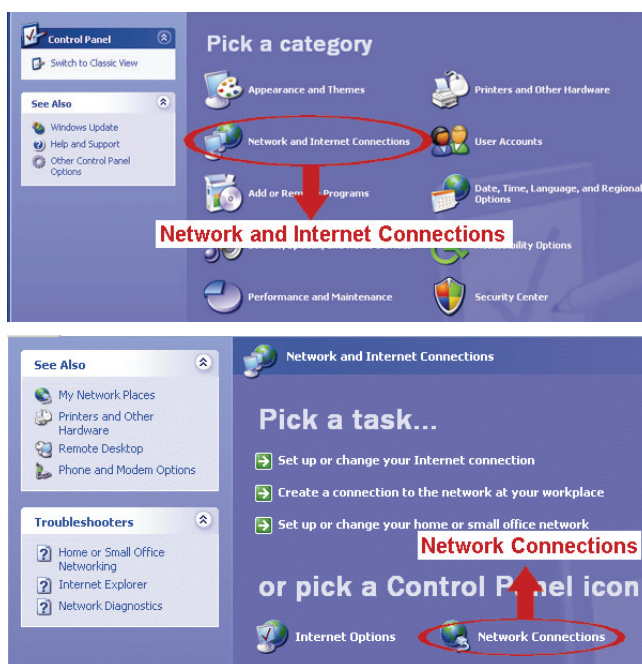 Control Panel
Switch to Classic View
See Also
Windows Update
Help and Support
Other Control Panel
Options
Pick a category
Appearance and Themes
Printers and Other Hardware
Network and Internet Connections
User Accounts
Add or Programs
Date, Time, Language, and Regional
Options
Network and Internet Connections
Options
Performance and Maintenance
Security Center
See Also
My Network Places
Printers and Other
Hardware
Remote Desktop
Phone and Modem Options
Troubleshooters
Home or Small Office
Networking
Internet Explorer
Network Diagnostics
Network and Internet Connections
Pick a task...
Set up or change your Internet connection
Create a connection to the network at your workplace
Set up or change your home or small office network
Network Connections
or pick a Control icon
Internet Options
Network Connections